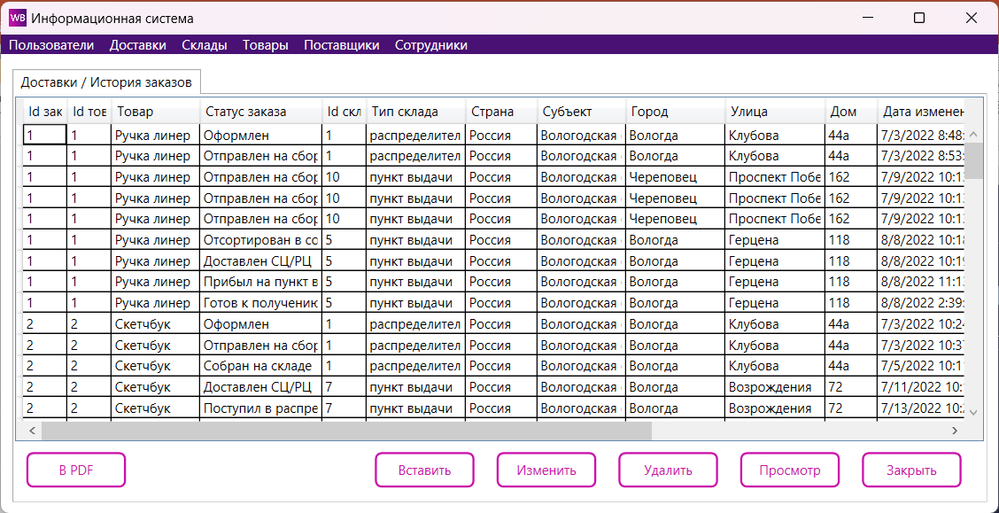 WB Информационная система
Пользователи Доставки Склады Товары Поставщики Сотрудники
Доставки / История заказов
Id зак Id тов Товар Статус заказа Id скл Тип склада Страна Субъект Город Улица Дом Дата изменен
1 1 Ручка линер Оформлен 1 распределител Россия Вологодская Вологда Клубова 44а 7/3/2022 8:48:
1 1 Ручка линер Отправлен на сбор 1 распределител Россия Вологодская Вологда Клубова 44а 7/3/2022 8:53:
1 1 Ручка линер Отправлен на сбор 10 пункт выдачи Россия Вологодская Череповец Проспект Побе 162 7/9/2022 10:13
1 1 Ручка линер Отправлен на сбор 10 пункт выдачи Россия Вологодская Череповец Проспект Побе 162 7/9/2022 10:13
1 1 Ручка линер Отправлен на сбор 10 пункт выдачи Россия Вологодская Череповец Проспект Побе 162 7/9/2022 10:13
1 1 Ручка линер Отсортирован в со 5 пункт выдачи Россия Вологодская Вологда Герцена 118 8/8/2022 10:18
1 1 Ручка линер Доставлен СЦ/РЦ 5 пункт выдачи Россия Вологодская Вологда Герцена 118 8/8/2022 10:19
1 1 Ручка линер Прибыл на пункт в 5 пункт выдачи Россия Вологодская Вологда Герцена 118 8/8/2022 11:13
1 1 Ручка линер Готов к получению 5 пункт выдачи Россия Вологодская Вологда Герцена 118 8/8/2022 2:39:
2 2 Скетчбук Оформлен 1 распределител Россия Вологодская Вологда Клубова 44а 7/3/2022 10:24
2 2 Скетчбук Отправлен на сбор 1 распределител Россия Вологодская Вологда Клубова 44а 7/3/2022 10:37
2 2 Скетчбук Собран на складе 1 распределител Россия Вологодская Вологда Клубова 44а 7/5/2022 10:11
2 2 Скетчбук Доставлен СЦ/РЦ 7 пункт выдачи Россия Вологодская Вологда Возрождения 72 7/11/2022 10:
2 2 Скетчбук Поступил в распре 7 пункт выдачи Россия Вологодская Вологда Возрождения 72 7/13/2022 10:
В PDF Вставить Изменить Удалить Просмотр Закрыть